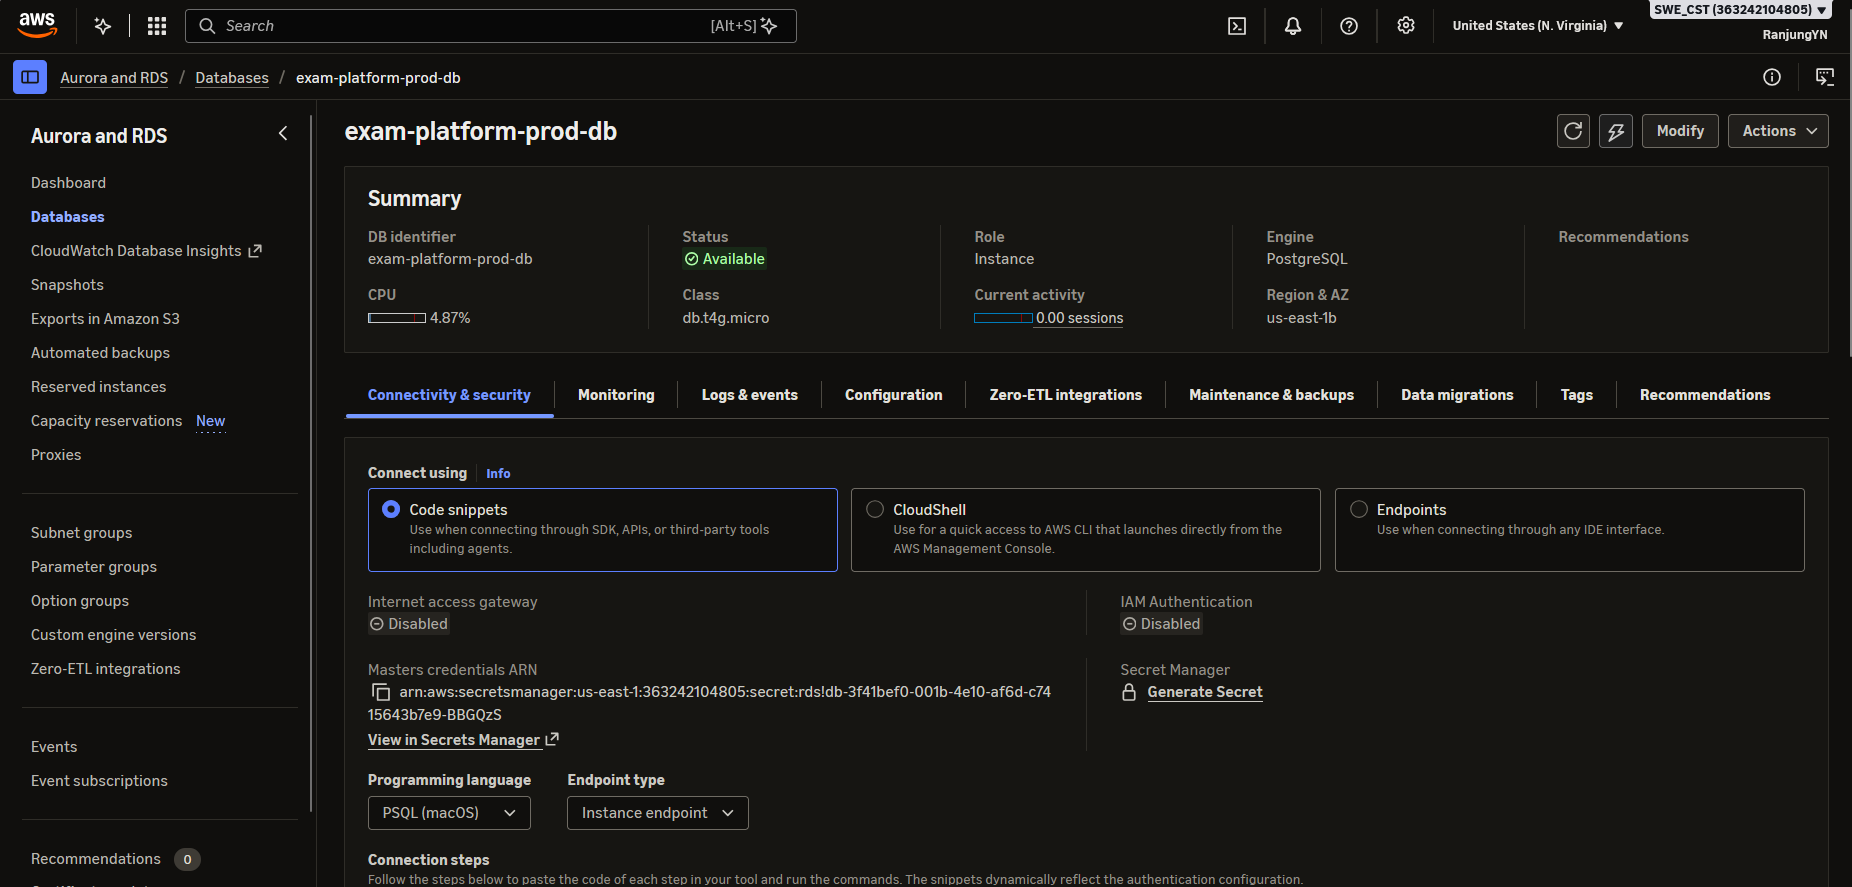 aws
Search
[Alt+S]
United States (N. Virginia)
SWE_CST (363242104805)
RanjungYN
Aurora and RDS / Databases / exam-platform-prod-db
Aurora and RDS
Dashboard
Databases
CloudWatch Database Insights
Snapshots
Exports in Amazon S3
Automated backups
Reserved instances
Capacity reservations New
Proxies
Subnet groups
Parameter groups
Option groups
Custom engine versions
Zero-ETL integrations
Events
Event subscriptions
Recommendations 0
exam-platform-prod-db
Modify
Actions
Summary
DB identifier
exam-platform-prod-db
Status
Available
Role
Instance
Engine
PostgreSQL
Recommendations
CPU
4.87%
Class
db.t4g.micro
Current activity
0.00 sessions
Region & AZ
us-east-1b
Connectivity & security
Monitoring
Logs & events
Configuration
Zero-ETL integrations
Maintenance & backups
Data migrations
Tags
Recommendations
Connect using Info
Code snippets
Use when connecting through SDK, APIs, or third-party tools
including agents.
CloudShell
Use for a quick access to AWS CLI that launches directly from the
AWS Management Console.
Endpoints
Use when connecting through any IDE interface.
Internet access gateway
Disabled
IAM Authentication
Disabled
Masters credentials ARN
arn:aws:secretsmanager:us-east-1:363242104805:secret:rds!db-3f41bef0-001b-4e10-af6d-c74
15643b7e9-BBGQzS
View in Secrets Manager
Secret Manager
Generate Secret
Programming language
PSQL (macOS)
Endpoint type
Instance endpoint
Connection steps
Follow the steps below to paste the code of each step in your tool and run the commands. The snippets dynamically reflect the authentication configuration.